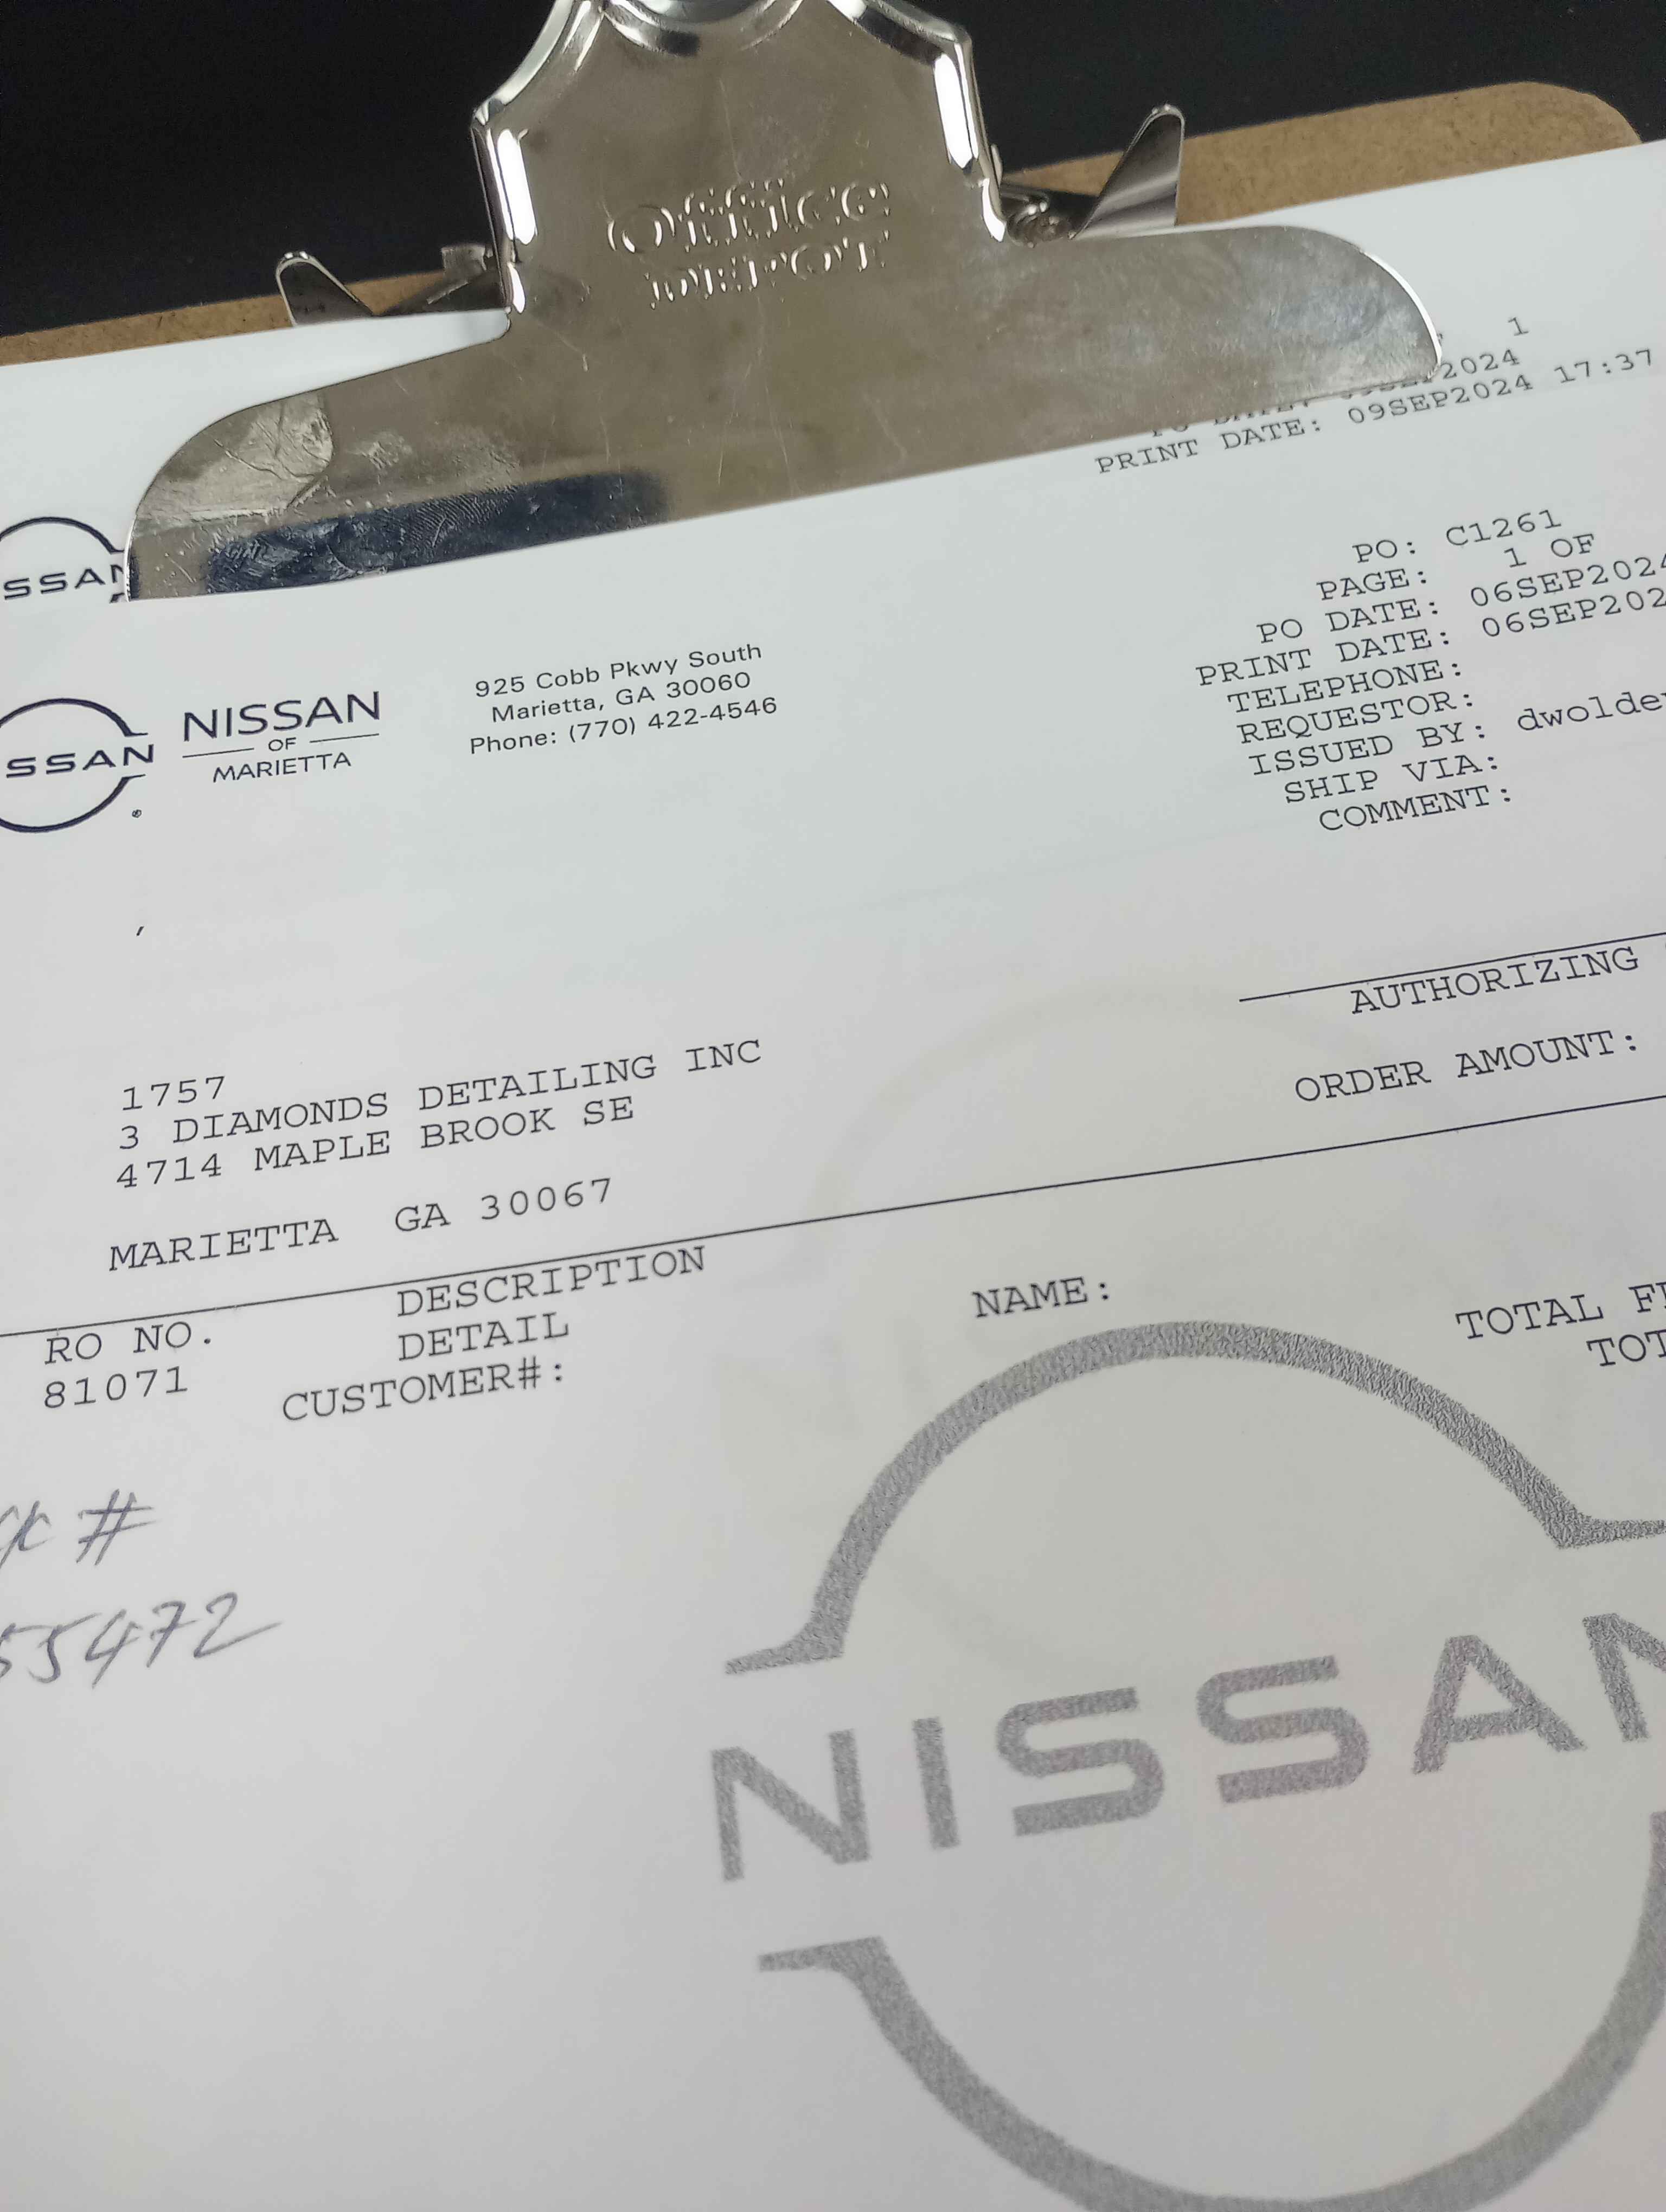 Office
DEPOT
1
2024
PRINT DATE: 09SEP2024 17:37
SSAN
PO: C1261
PAGE: 1 OF
PO DATE: 06SEP2024
PRINT DATE: 06SEP202
TELEPHONE:
REQUESTOR:
ISSUED BY: dwolde
SHIP VIA:
COMMENT:
SSAN
NISSAN
OF
MARIETTA
925 Cobb Pkwy South
Marietta, GA 30060
Phone: (770) 422-4546
AUTHORIZING
ORDER AMOUNT:
1757
3 DIAMONDS DETAILING INC
4714 MAPLE BROOK SE
MARIETTA GA 30067
RO NO. DESCRIPTION
81071 DETAIL
CUSTOMER#: NAME:
TOTAL
TOT
#
55472
NISSAN